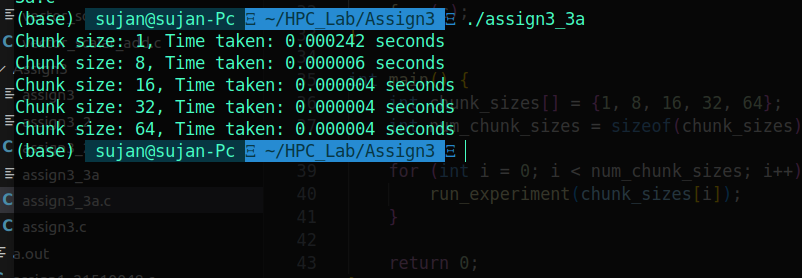 (base) sujan@sujan-Pc ~/HPC_Lab/Assign3 ./assign3_3a
Chunk size: 1, Time taken: 0.000242 seconds
Chunk size: 8, Time taken: 0.000006 seconds
Chunk size: 16, Time taken: 0.000004 seconds
Chunk size: 32, Time taken: 0.000004 seconds
Chunk size: 64, Time taken: 0.000004 seconds
(base) sujan@sujan-Pc ~/HPC_Lab/Assign3
assign3_3a
assign3_3a.c
assign3.c
a.out
main() {
chunk_sizes[] = {1, 8, 16, 32, 64};
num_chunk_sizes = sizeof(chunk_sizes)
39 for (int i = 0; i < num_chunk_sizes; i++)
40 run_experiment(chunk_sizes[i]);
41 }
42
43 return 0;